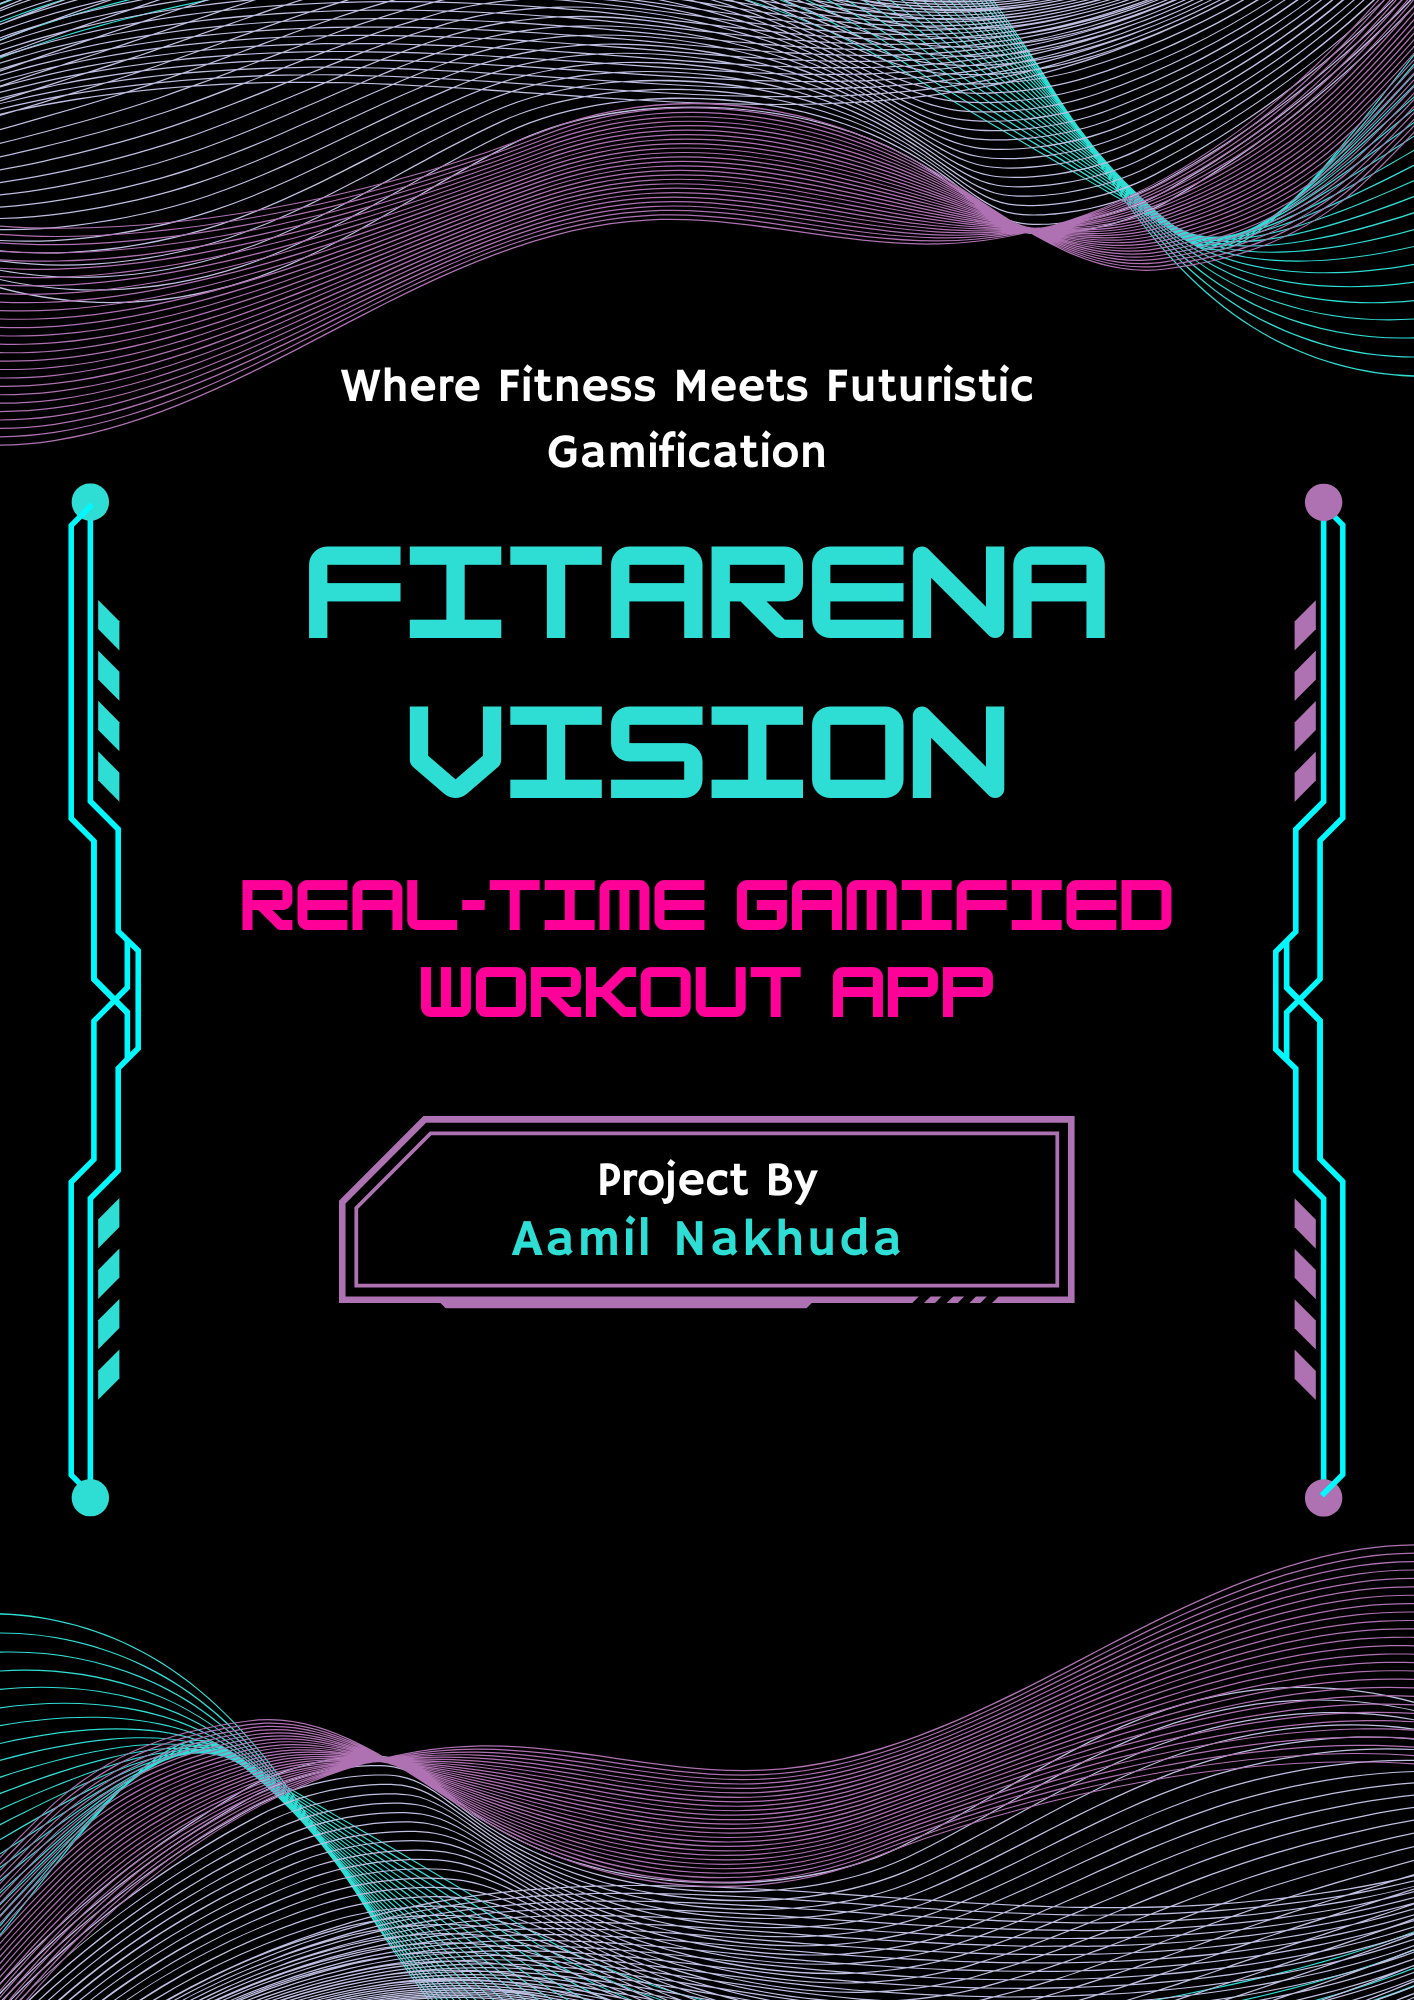 Where Fitness Meets Futuristic
Gamification
FITARENA
VISION
REAL-TIME GAMIFIED
WORKOUT APP
Project By
Aamil Nakhuda